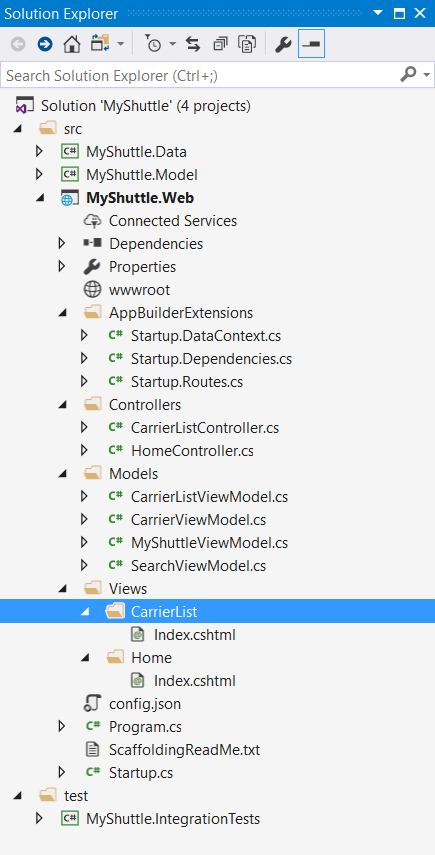 Solution Explorer
Search Solution Explorer (Ctrl+;)
Solution 'MyShuttle' (4 projects)
src
C# MyShuttle.Data
C# MyShuttle.Model
MyShuttle.Web
Connected Services
Dependencies
Properties
wwwroot
AppBuilderExtensions
C# Startup.DataContext.cs
C# Startup.Dependencies.cs
C# Startup.Routes.cs
Controllers
C# CarrierListController.cs
C# HomeController.cs
Models
C# CarrierListViewModel.cs
C# CarrierViewModel.cs
C# MyShuttleViewModel.cs
C# SearchViewModel.cs
Views
CarrierList
Index.cshtml
Home
Index.cshtml
config.json
C# Program.cs
ScaffoldingReadMe.txt
C# Startup.cs
test
C# MyShuttle.IntegrationTests